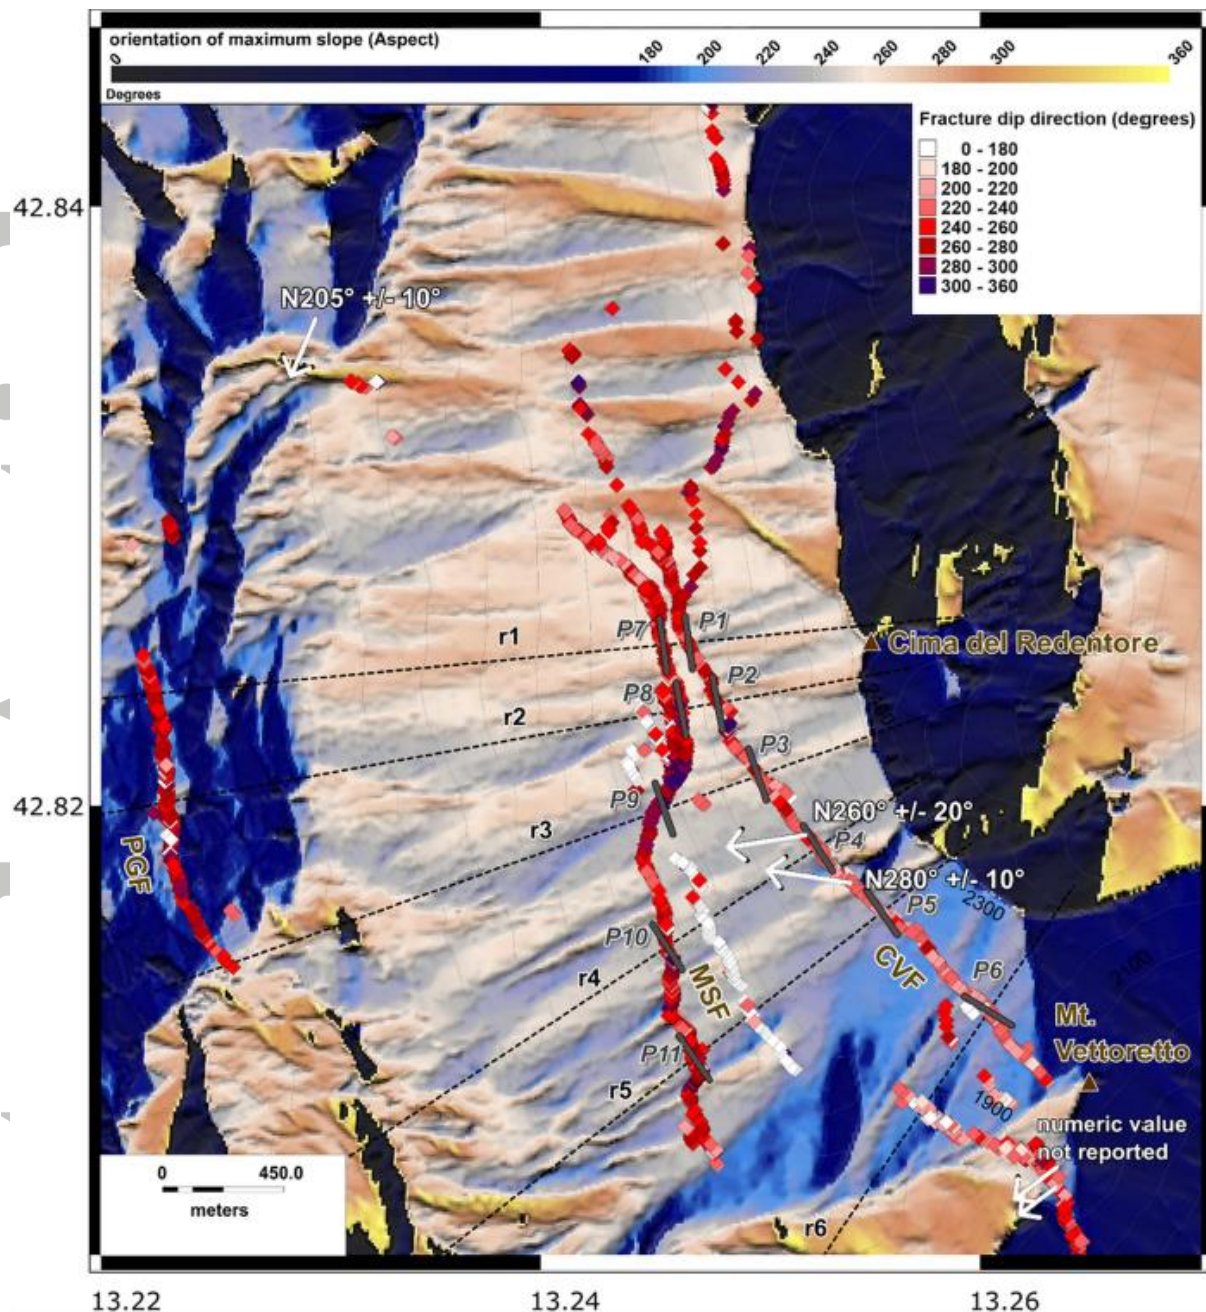 orientation of maximum slope (Aspect)
0 180 200 220 240 260 280 300 360
Degrees
Fracture dip direction (degrees)
0 - 180
180 - 200
200 - 220
220 - 240
240 - 260
260 - 280
280 - 300
300 - 360
42.84
N205° +/- 10°
r1
P7
P1
Cima del Redentore
P8
P2
r2
P3
42.82
P9
r3
N260° +/- 20°
P4
PGF
N280° +/- 10°
2300
P5
P10
r4
MSF
CVF
P6
2100
Mt.
Vettoretto
P11
r5
1900
numeric value
not reported
0 450.0
meters
r6
13.22 13.24 13.26